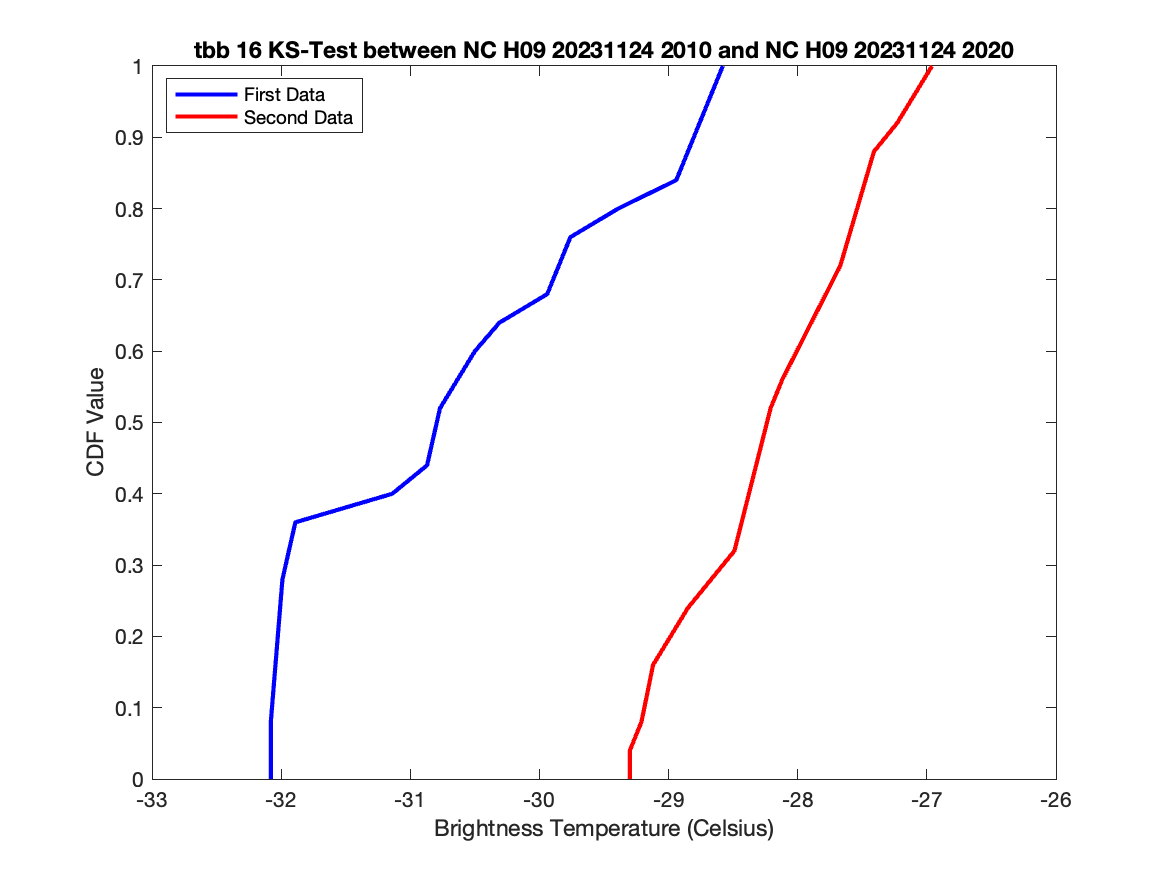 tbb 16 KS-Test between NC H09 20231124 2010 and NC H09 20231124 2020
First Data
Second Data
1
0.9
0.8
0.7
0.6
0.5
0.4
0.3
0.2
0.1
0
CDF Value
-33 -32 -31 -30 -29 -28 -27 -26
Brightness Temperature (Celsius)